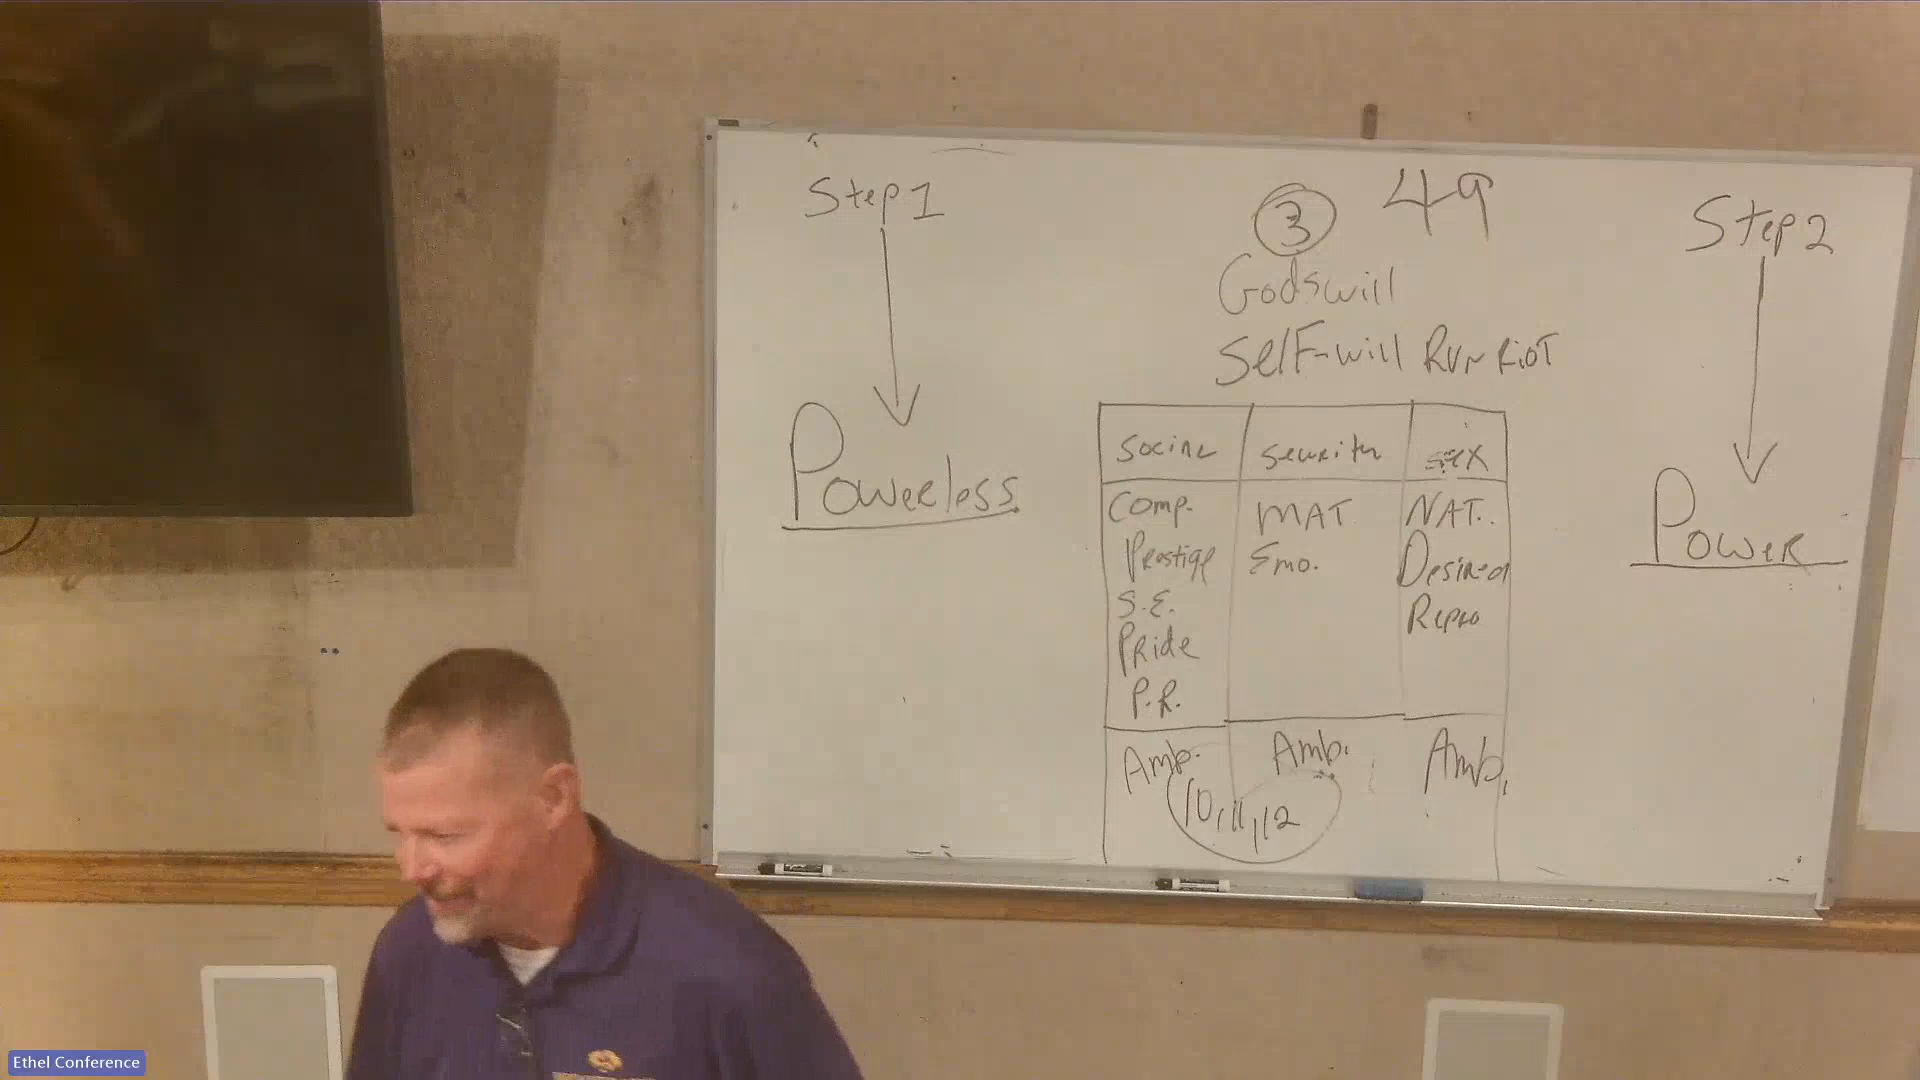 Step 1
Powerless
3 49
Godswill
Self-will Run Riot
Social Security Sex
Comp. MAT NAT.
Prestige Emo. Desired
S.E. Repro
Pride
P.R.
Amb. Amb. Amb.
10, 11, 12
Step 2
Power
Ethel Conference